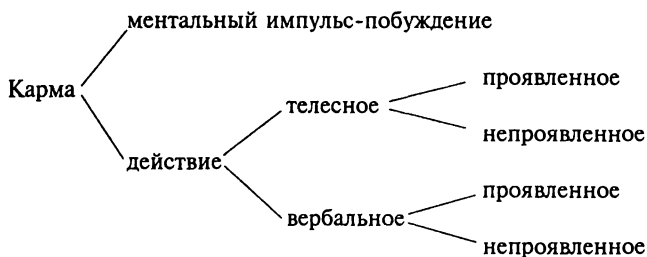 ментальный импульс-побуждение
Карма
проявленное
телесное
непроявленное
действие
проявленное
вербальное
непроявленное